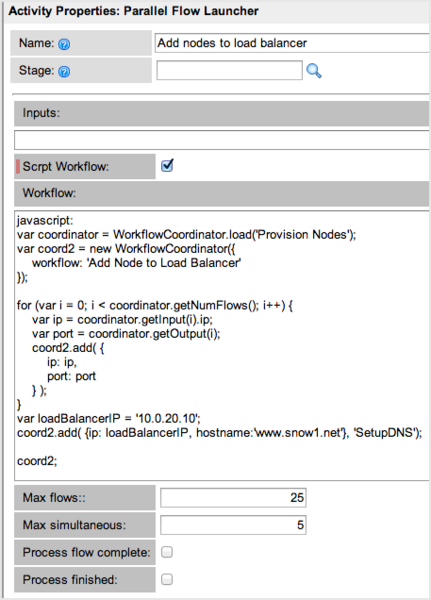 Activity Properties: Parallel Flow Launcher
Name: Add nodes to load balancer
Stage:
Inputs:
Scrpt Workflow:
Workflow:
javascript:
var coordinator = WorkflowCoordinator.load('Provision Nodes');
var coord2 = new WorkflowCoordinator({
workflow: 'Add Node to Load Balancer'
});
for (var i = 0; i < coordinator.getNumFlows(); i++) {
var ip = coordinator.getInput(i).ip;
var port = coordinator.getOutput(i);
coord2.add( {
ip: ip,
port: port
} );
}
var loadBalancerIP = '10.0.20.10';
coord2.add( {ip: loadBalancerIP, hostname:'www.snow1.net'}, 'SetupDNS');
coord2;
Max flows:: 25
Max simultaneous: 5
Process flow complete:
Process finished: